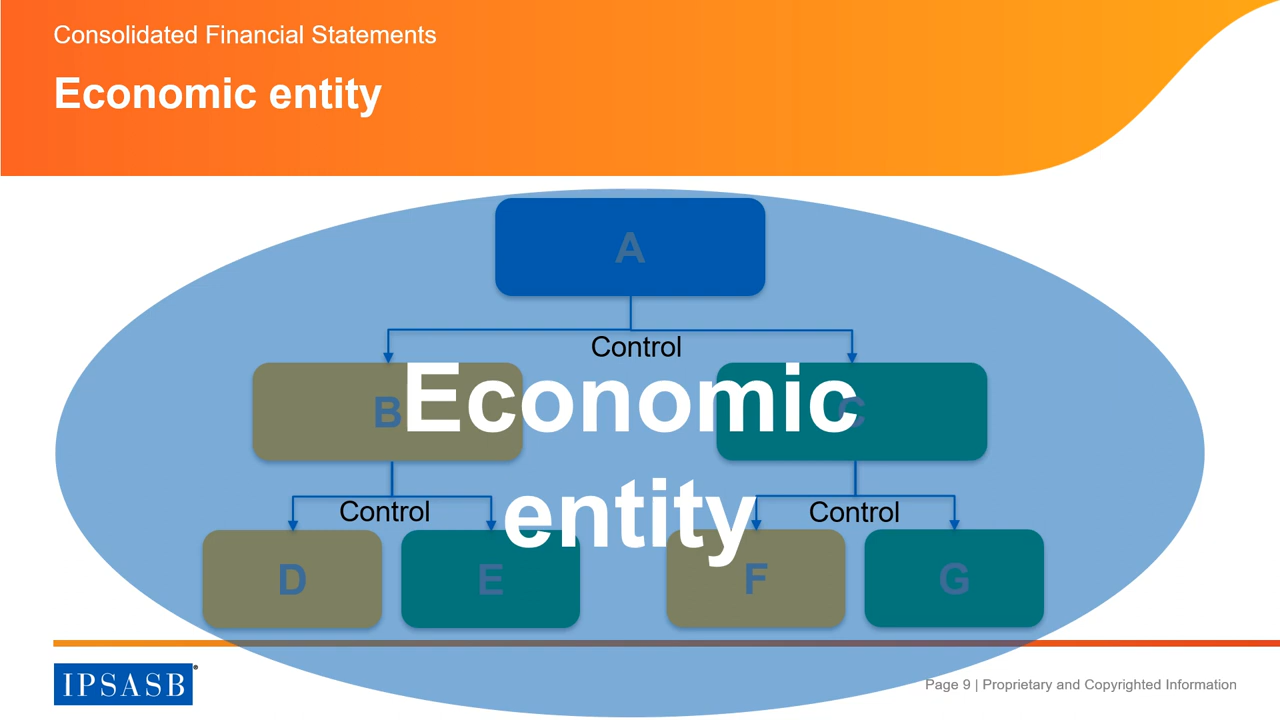 Consolidated Financial Statements
Economic entity
A
Control
B
Economic
C
entity
Control
Control
D
E
F
G
IPSASB®
Page 9 | Proprietary and Copyrighted Information